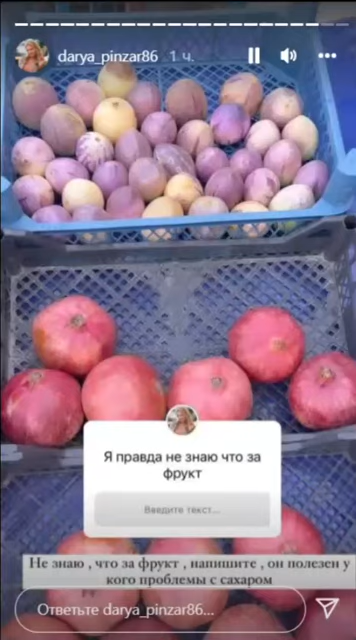 darya_pinzar86 1 ч.
Я правда не знаю что за
фрукт
Введите текст...
Не знаю , что за фрукт , напишите , он полезен у
кого проблемы с сахаром
Ответьте darya_pinzar86...